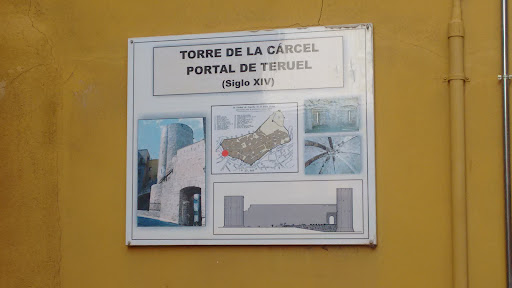 TORRE DE LA CÁRCEL
PORTAL DE TERUEL
(Siglo XIV)